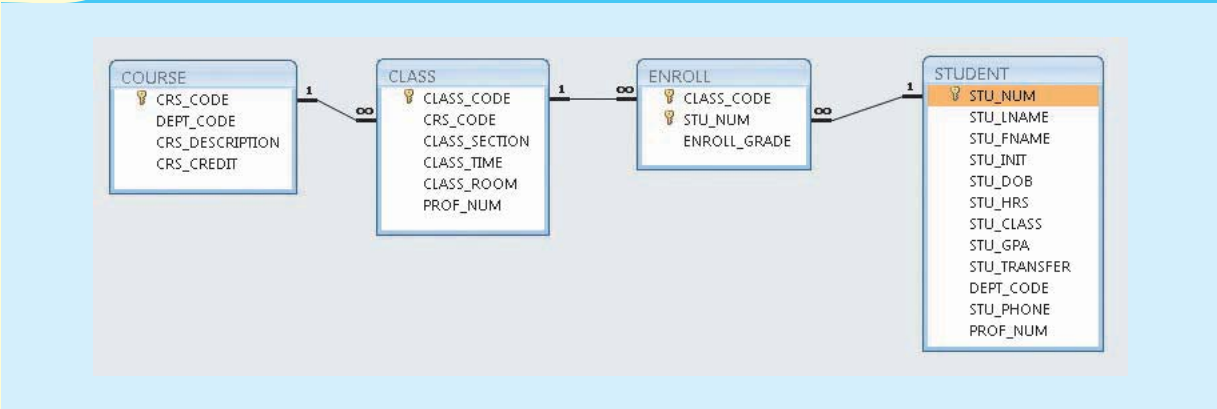 COURSE
CRS_CODE
DEPT_CODE
CRS_DESCRIPTION
CRS_CREDIT
1
∞
CLASS
CLASS_CODE
CRS_CODE
CLASS_SECTION
CLASS_TIME
CLASS_ROOM
PROF_NUM
1
∞
ENROLL
CLASS_CODE
STU_NUM
ENROLL_GRADE
∞
1
STUDENT
STU_NUM
STU_LNAME
STU_FNAME
STU_INIT
STU_DOB
STU_HRS
STU_CLASS
STU_GPA
STU_TRANSFER
DEPT_CODE
STU_PHONE
PROF_NUM